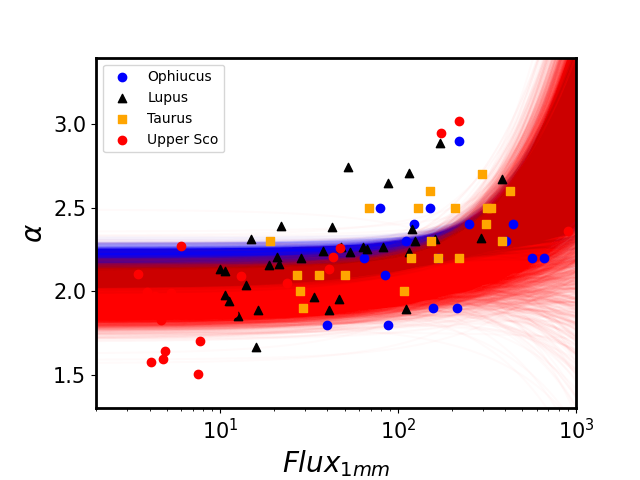 Ophiucus
Lupus
Taurus
Upper Sco
3.0
2.5
2.0
1.5
α
10¹
10²
10³
Flux₁ₘₘ